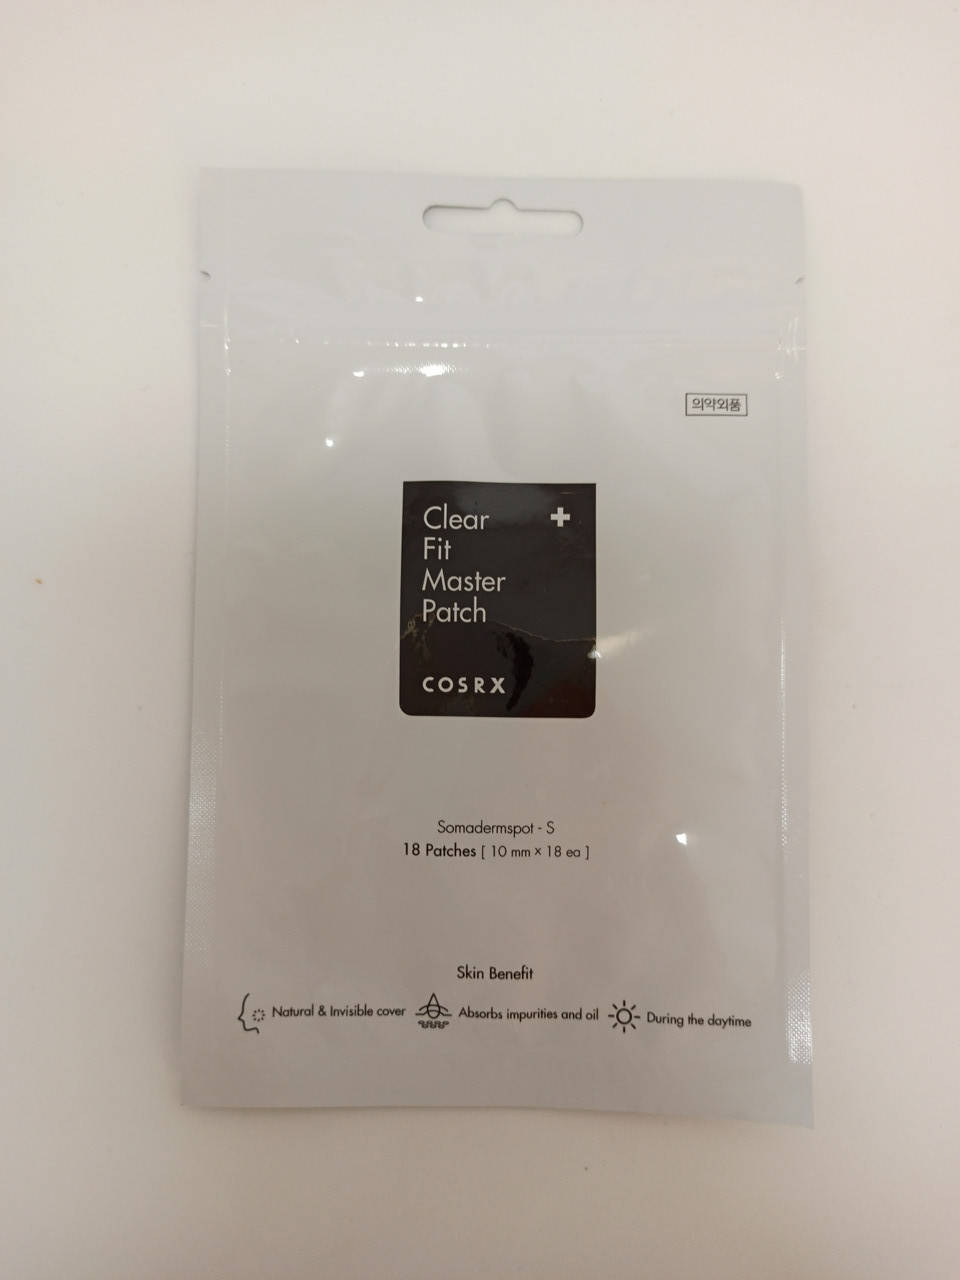 의약외품
Clear
Fit
Master
Patch
COSRX
Somadermspot - S
18 Patches [ 10 mm × 18 ea ]
Skin Benefit
Natural & Invisible cover
Absorbs impurities and oil
During the daytime